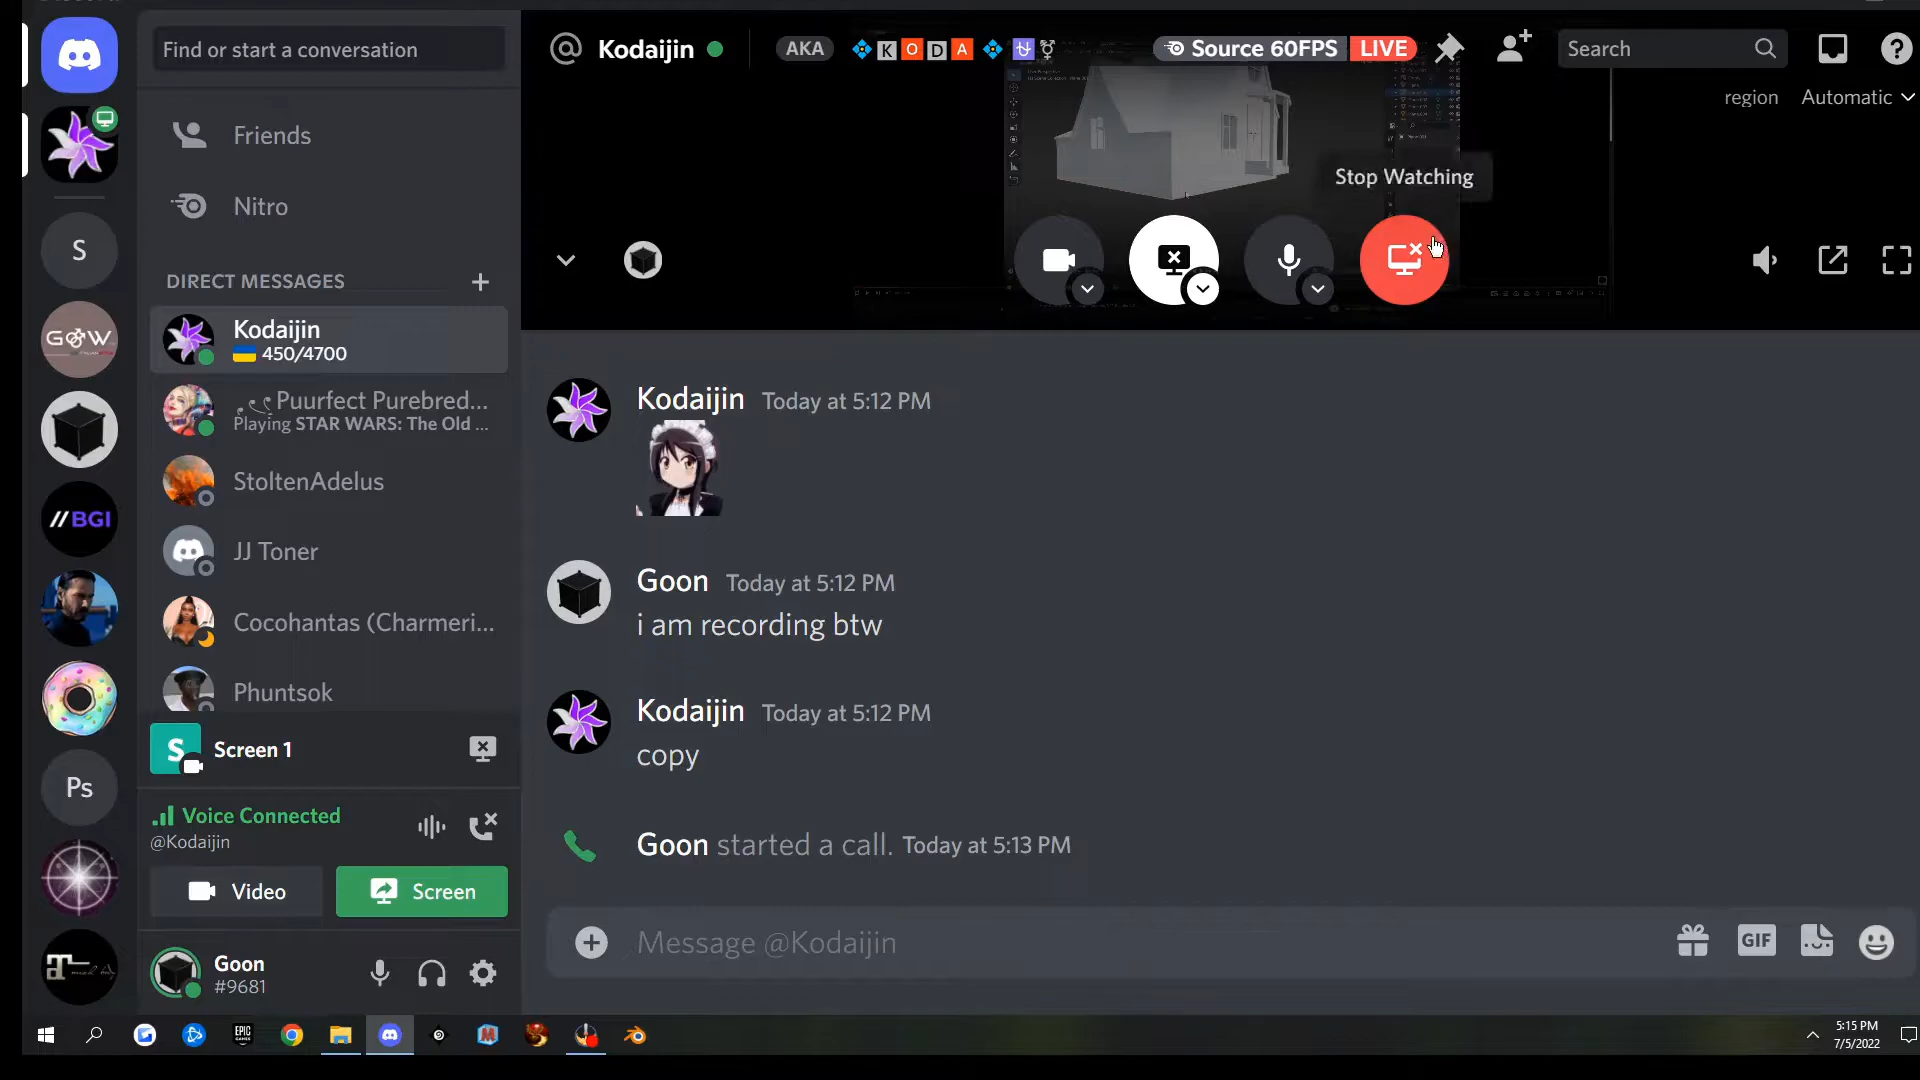 Find or start a conversation
Kodaijin
AKA
K O D A
Source 60FPS LIVE
Search
region Automatic
Friends
Nitro
Stop Watching
DIRECT MESSAGES
Kodaijin
450/4700
Puurfect Purebred...
Playing STAR WARS: The Old ...
StoltenAdelus
JJ Toner
Cocohantas (Charmeri...
Phuntsok
S
GOW
//BGI
Ps
Screen 1
S
Voice Connected
@Kodaijin
Video
Screen
Goon
#9681
Kodaijin Today at 5:12 PM
Goon Today at 5:12 PM
i am recording btw
Kodaijin Today at 5:12 PM
copy
Goon started a call. Today at 5:13 PM
Message @Kodaijin
GIF
EPIC
GAMES
5:15 PM
7/5/2022